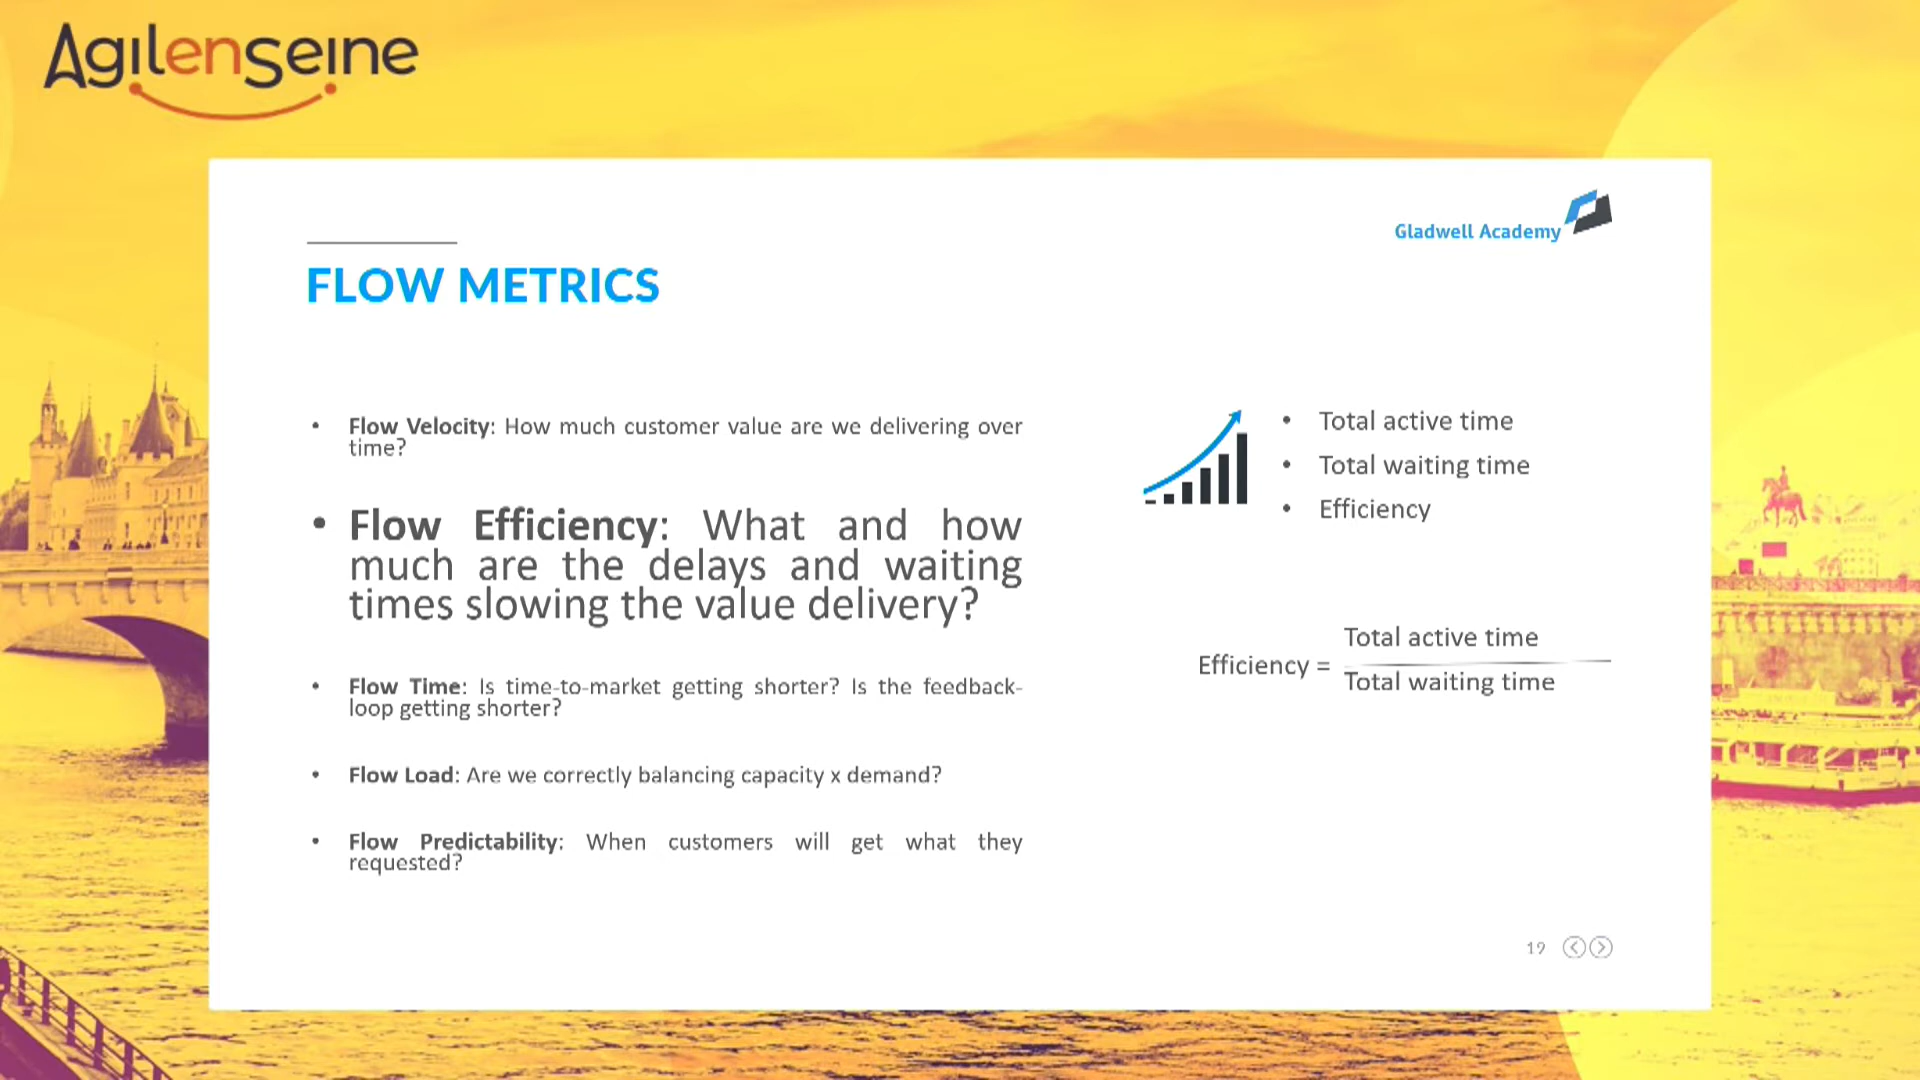 Agilenseine
Gladwell Academy
FLOW METRICS
• Flow Velocity: How much customer value are we delivering over
time?
• Flow Efficiency: What and how
much are the delays and waiting
times slowing the value delivery?
• Flow Time: Is time-to-market getting shorter? Is the feedback-
loop getting shorter?
• Flow Load: Are we correctly balancing capacity x demand?
• Flow Predictability: When customers will get what they
requested?
• Total active time
• Total waiting time
• Efficiency
Total active time
Efficiency =
Total waiting time
19